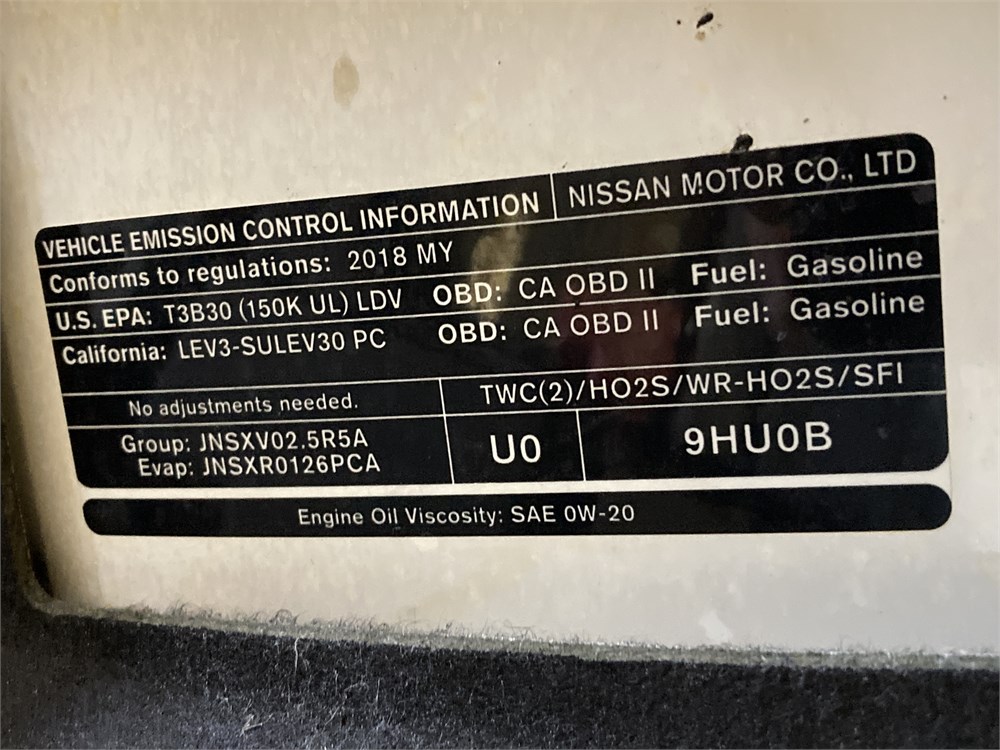 VEHICLE EMISSION CONTROL INFORMATION NISSAN MOTOR CO., LTD
Conforms to regulations: 2018 MY
U.S. EPA: T3B30 (150K UL) LDV OBD: CA OBD II Fuel: Gasoline
California: LEV3-SULEV30 PC OBD: CA OBD II Fuel: Gasoline
No adjustments needed. TWC(2)/HO2S/WR-HO2S/SFI
Group: JNSXV02.5R5A
Evap: JNSXR0126PCA
U0
9HU0B
Engine Oil Viscosity: SAE 0W-20